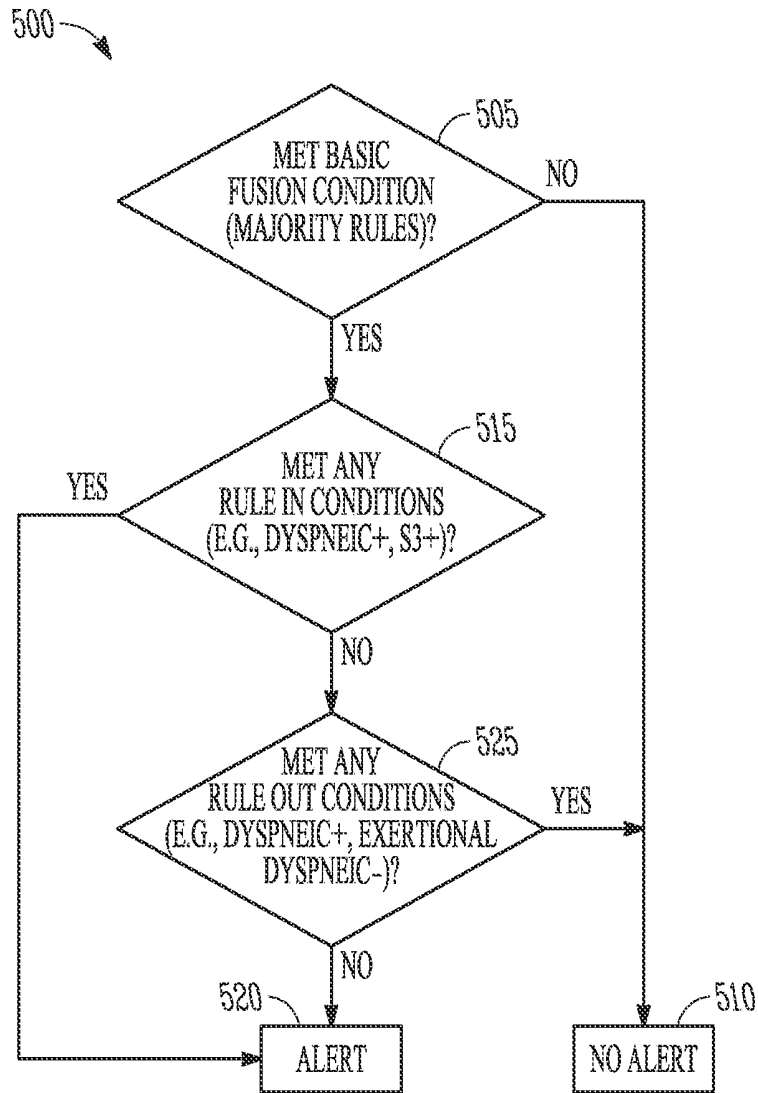 500
505
MET BASIC
FUSION CONDITION
(MAJORITY RULES)?
NO
YES
515
MET ANY
RULE IN CONDITIONS
(E.G., DYSPNEIC+, S3+)?
YES
NO
525
MET ANY
RULE OUT CONDITIONS
(E.G., DYSPNEIC+, EXERTIONAL
DYSPNEIC-)?
YES
NO
520
ALERT
510
NO ALERT